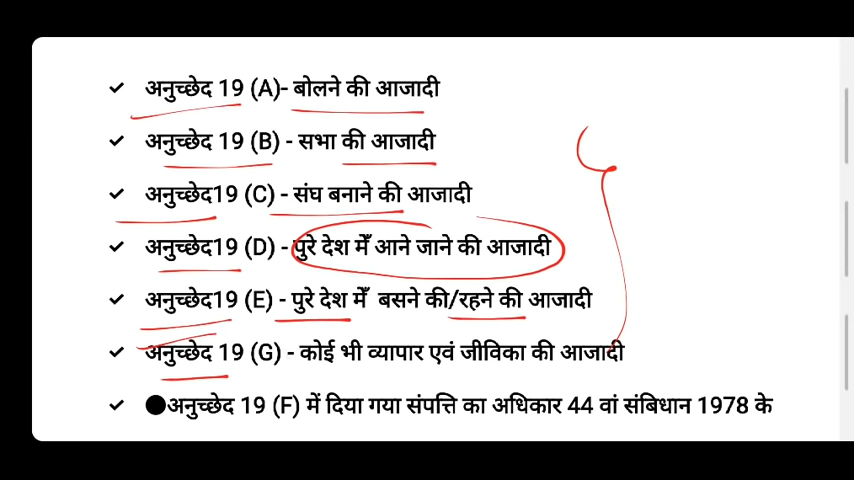 ✓ अनुच्छेद 19 (A)- बोलने की आजादी
✓ अनुच्छेद 19 (B) - सभा की आजादी
✓ अनुच्छेद19 (C) - संघ बनाने की आजादी
✓ अनुच्छेद19 (D) - पुरे देश मेँ आने जाने की आजादी
✓ अनुच्छेद19 (E) - पुरे देश मेँ बसने की/रहने की आजादी
✓ अनुच्छेद 19 (G) - कोई भी व्यापार एवं जीविका की आजादी
✓ ●अनुच्छेद 19 (F) में दिया गया संपत्ति का अधिकार 44 वां संबिधान 1978 के